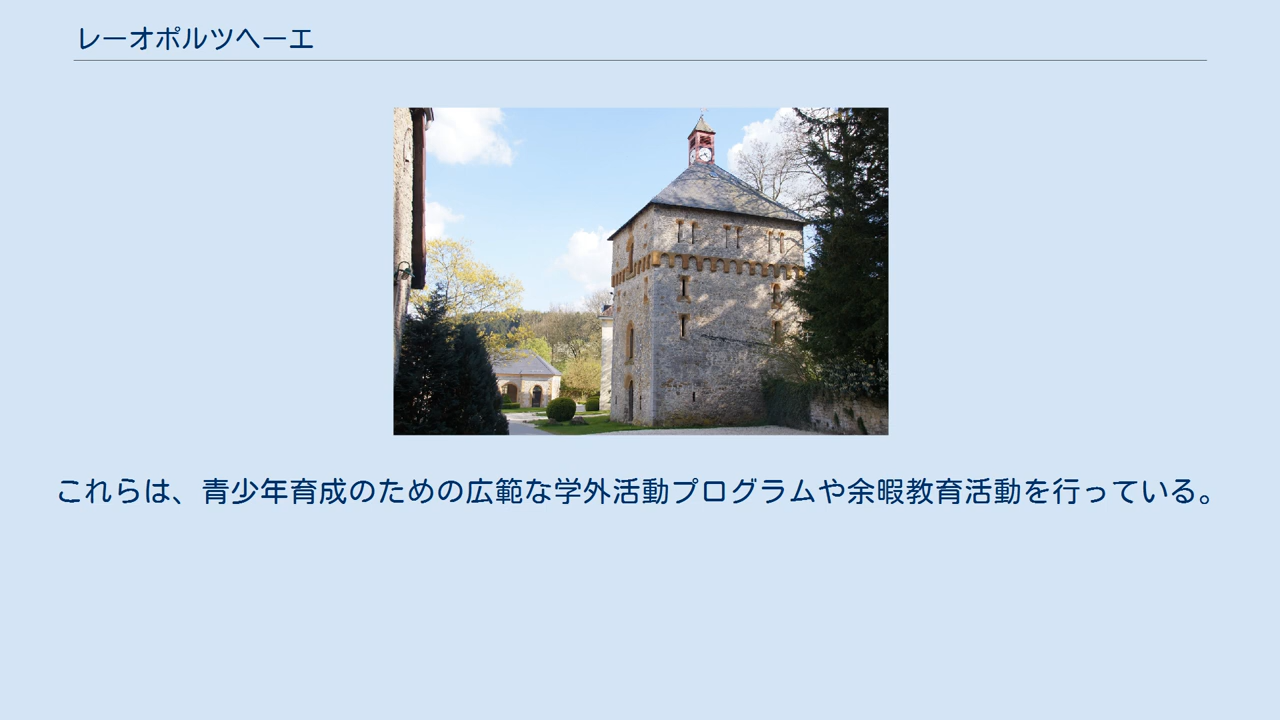 レーオポルツヘーエ
これらは、青少年育成のための広範な学外活動プログラムや余暇教育活動を行っている。